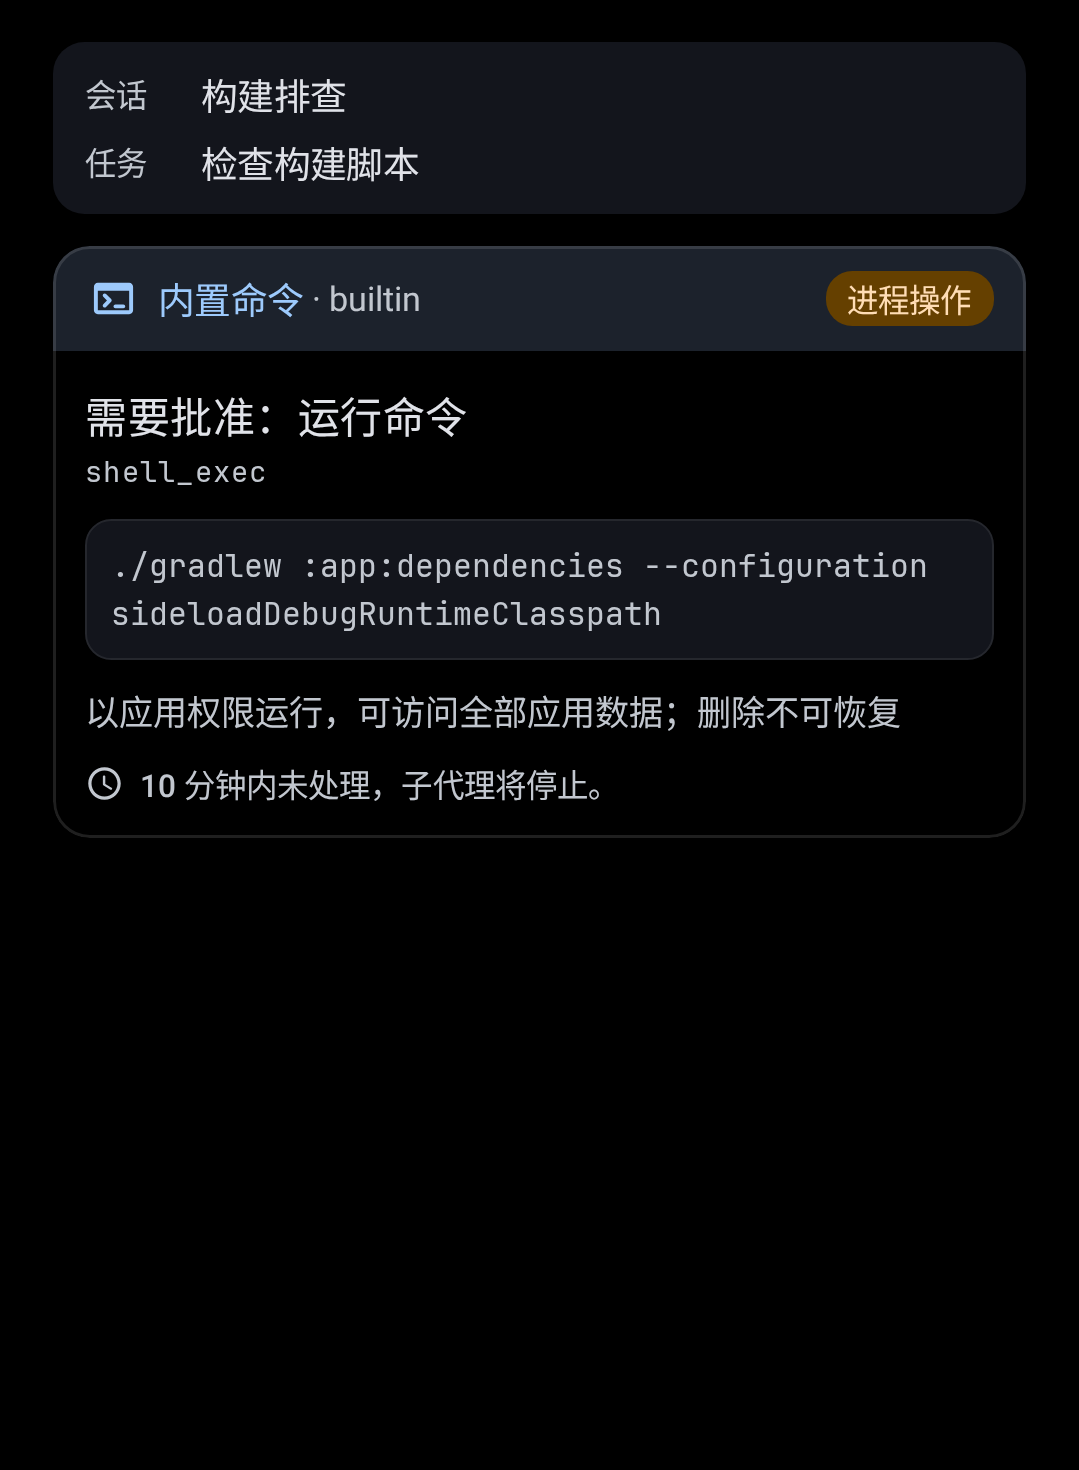 会话 构建排查
任务 检查构建脚本
内置命令 · builtin 进程操作
需要批准：运行命令
shell_exec
./gradlew :app:dependencies --configuration
sideloadDebugRuntimeClasspath
以应用权限运行，可访问全部应用数据；删除不可恢复
10 分钟内未处理，子代理将停止。